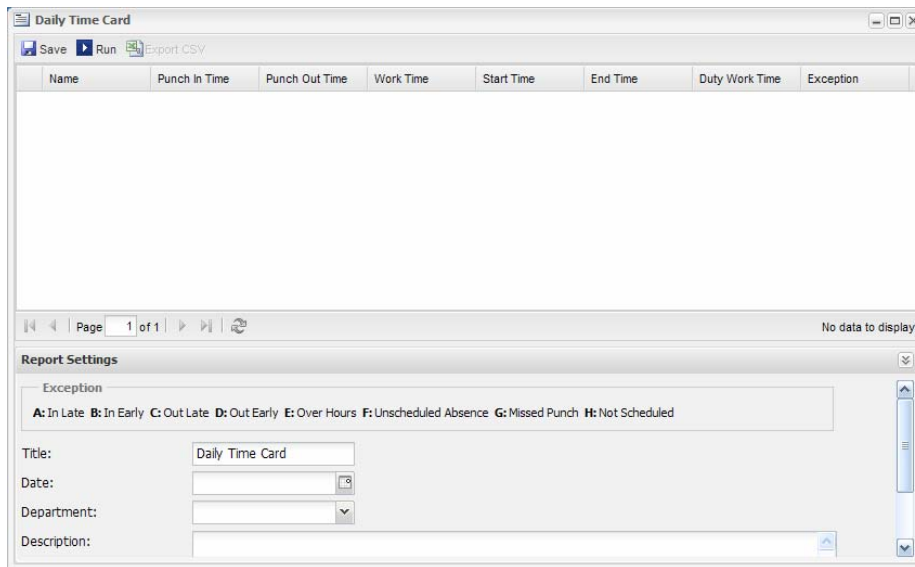 Daily Time Card
Save Run Export CSV
Name Punch In Time Punch Out Time Work Time Start Time End Time Duty Work Time Exception
Page 1 of 1 No data to display
Report Settings
Exception
A: In Late B: In Early C: Out Late D: Out Early E: Over Hours F: Unscheduled Absence G: Missed Punch H: Not Scheduled
Title: Daily Time Card
Date:
Department:
Description: